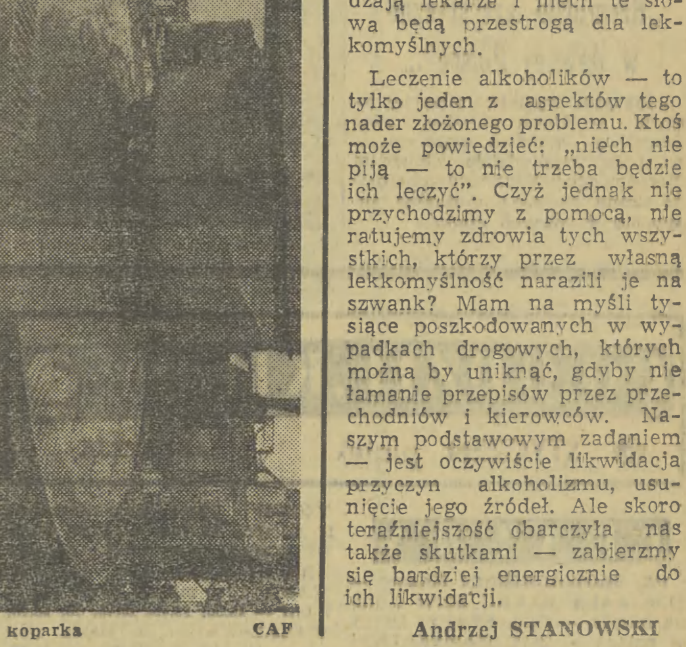 dzają lekarze i niech te sło-
wa będą przestrogą dla lek-
komyślnych.
Leczenie alkoholików — to
tylko jeden z aspektów tego
nader złożonego problemu. Ktoś
może powiedzieć: „niech nie
piją — to nie trzeba będzie
ich leczyć”. Czyż jednak nie
przychodzimy z pomocą, nie
ratujemy zdrowia tych wszy-
stkich, którzy przez własną
lekkomyślność narazili je na
szwank? Mam na myśli ty-
siące poszkodowanych w wy-
padkach drogowych, których
można by uniknąć, gdyby nie
łamanie przepisów przez prze-
chodniów i kierowców. Na-
szym podstawowym zadaniem
— jest oczywiście likwidacja
przyczyn alkoholizmu, usu-
nięcie jego źródeł. Ale skoro
teraźniejszość obarczyła nas
także skutkami — zabierzmy
się bardziej energicznie do
ich likwidacji.
Andrzej STANOWSKI
koparka CAF